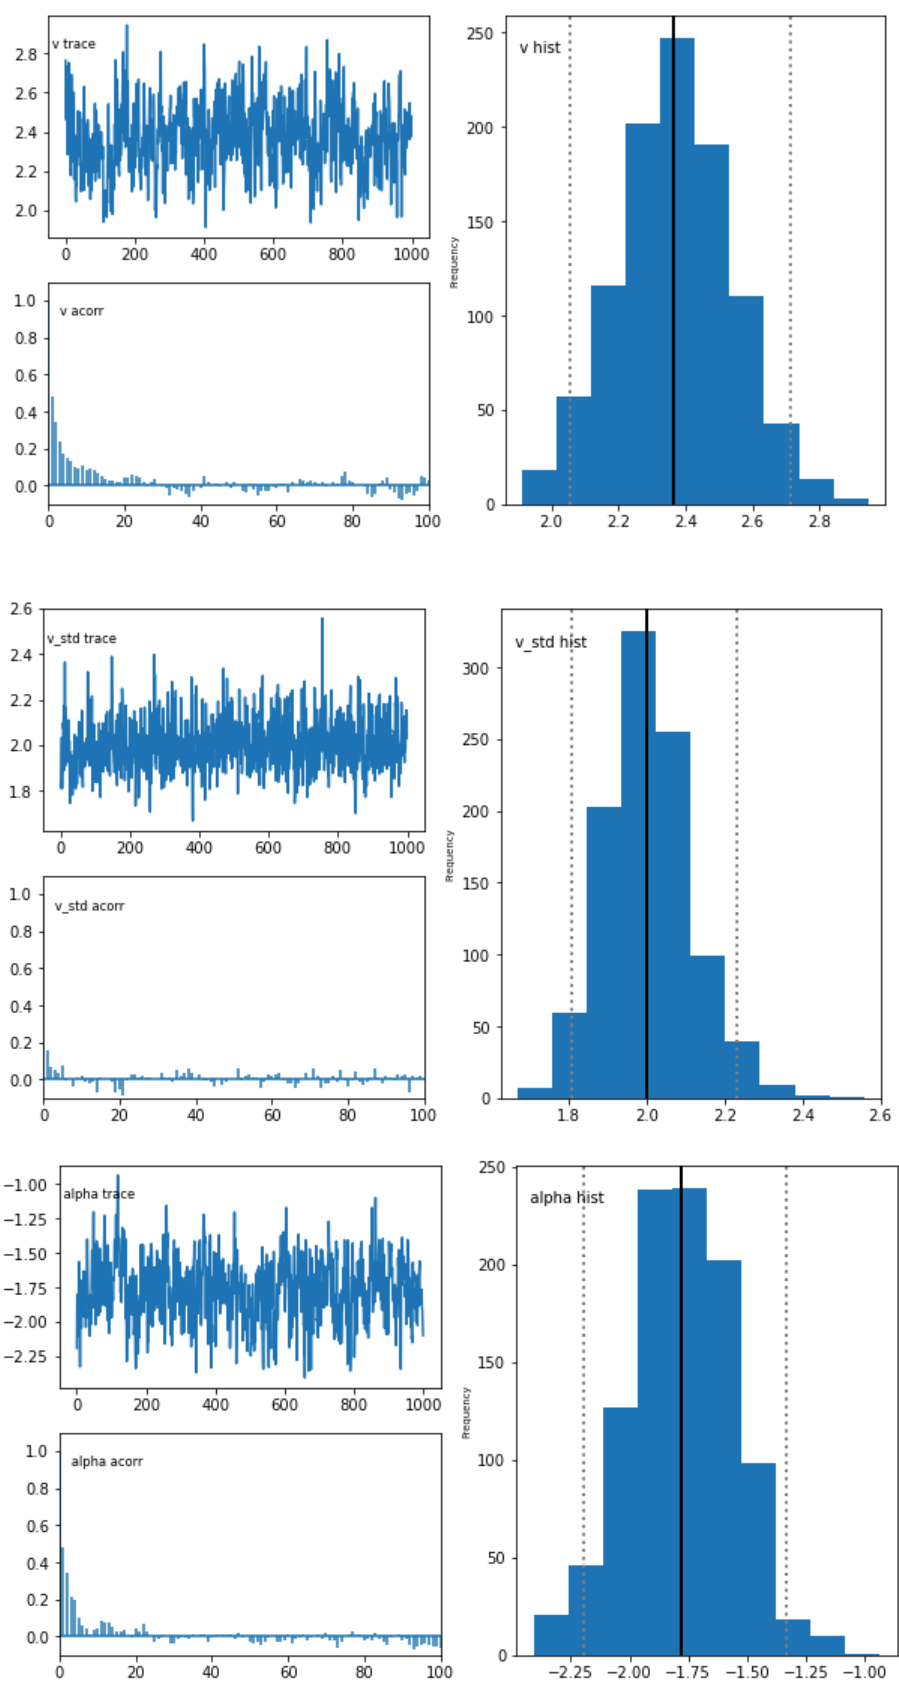 v trace
2.8
2.6
2.4
2.2
2.0
0 200 400 600 800 1000
v acorr
1.0
0.8
0.6
0.4
0.2
0.0
0 20 40 60 80 100
v hist
Frequency
250
200
150
100
50
0
2.0 2.2 2.4 2.6 2.8
v_std trace
2.6
2.4
2.2
2.0
1.8
0 200 400 600 800 1000
v_std acorr
1.0
0.8
0.6
0.4
0.2
0.0
0 20 40 60 80 100
v_std hist
Frequency
300
250
200
150
100
50
0
1.8 2.0 2.2 2.4 2.6
alpha trace
−1.00
−1.25
−1.50
−1.75
−2.00
−2.25
0 200 400 600 800 1000
alpha acorr
1.0
0.8
0.6
0.4
0.2
0.0
0 20 40 60 80 100
alpha hist
Frequency
250
200
150
100
50
0
−2.25 −2.00 −1.75 −1.50 −1.25 −1.00